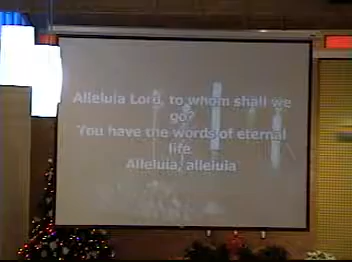 Alleluia Lord, to whom shall we
go?
You have the words of eternal
life.
Alleluia, alleluia